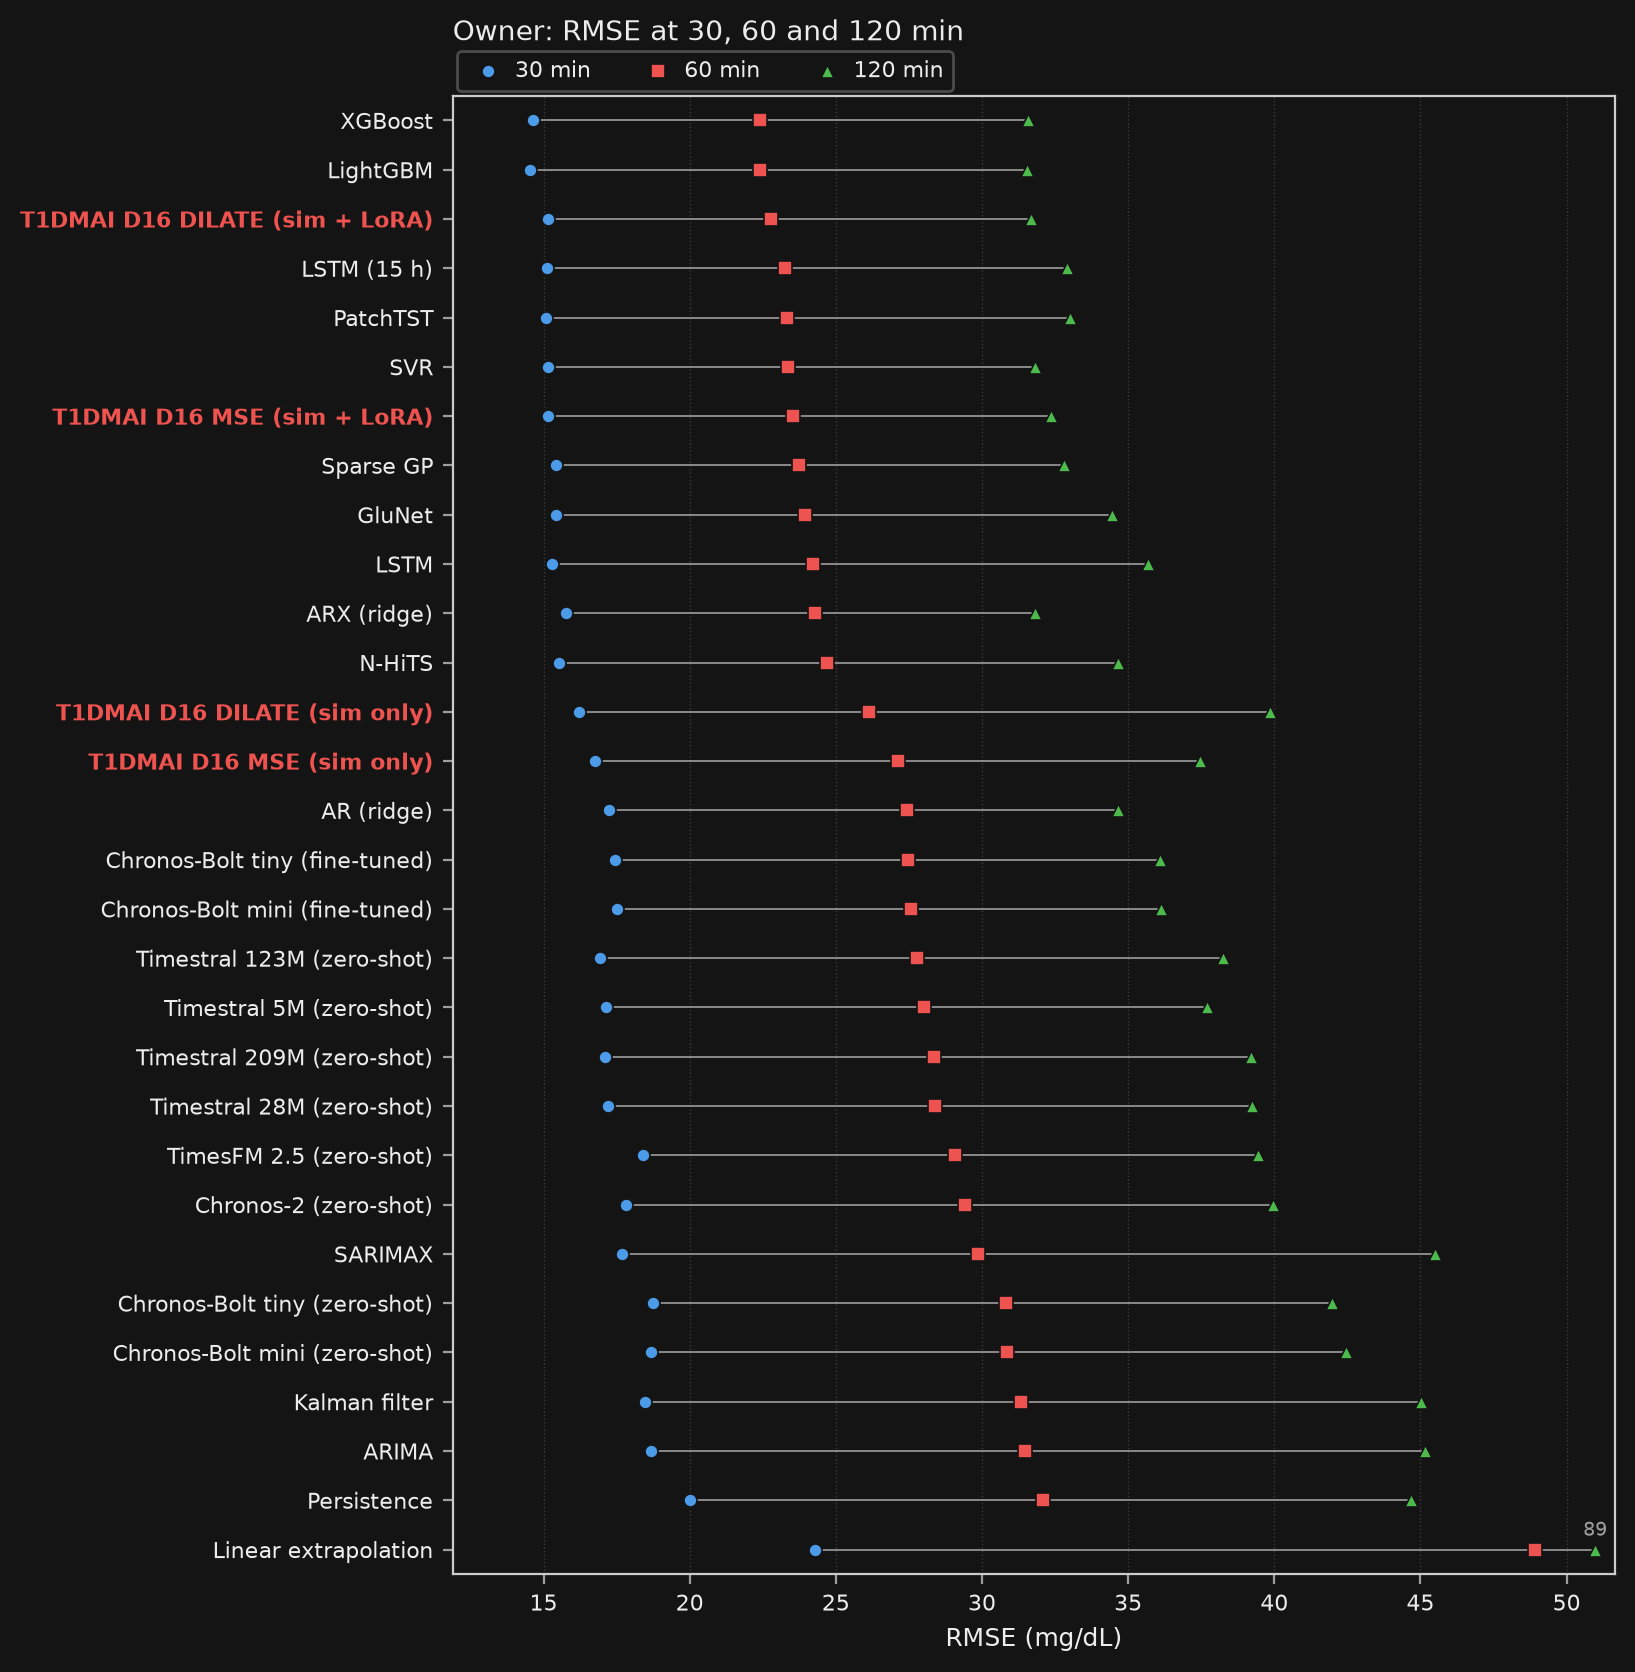 Owner: RMSE at 30, 60 and 120 min
30 min 60 min 120 min
XGBoost
LightGBM
T1DMAI D16 DILATE (sim + LoRA)
LSTM (15 h)
PatchTST
SVR
T1DMAI D16 MSE (sim + LoRA)
Sparse GP
GluNet
LSTM
ARX (ridge)
N-HiTS
T1DMAI D16 DILATE (sim only)
T1DMAI D16 MSE (sim only)
AR (ridge)
Chronos-Bolt tiny (fine-tuned)
Chronos-Bolt mini (fine-tuned)
Timestral 123M (zero-shot)
Timestral 5M (zero-shot)
Timestral 209M (zero-shot)
Timestral 28M (zero-shot)
TimesFM 2.5 (zero-shot)
Chronos-2 (zero-shot)
SARIMAX
Chronos-Bolt tiny (zero-shot)
Chronos-Bolt mini (zero-shot)
Kalman filter
ARIMA
Persistence
89
Linear extrapolation
15 20 25 30 35 40 45 50
RMSE (mg/dL)